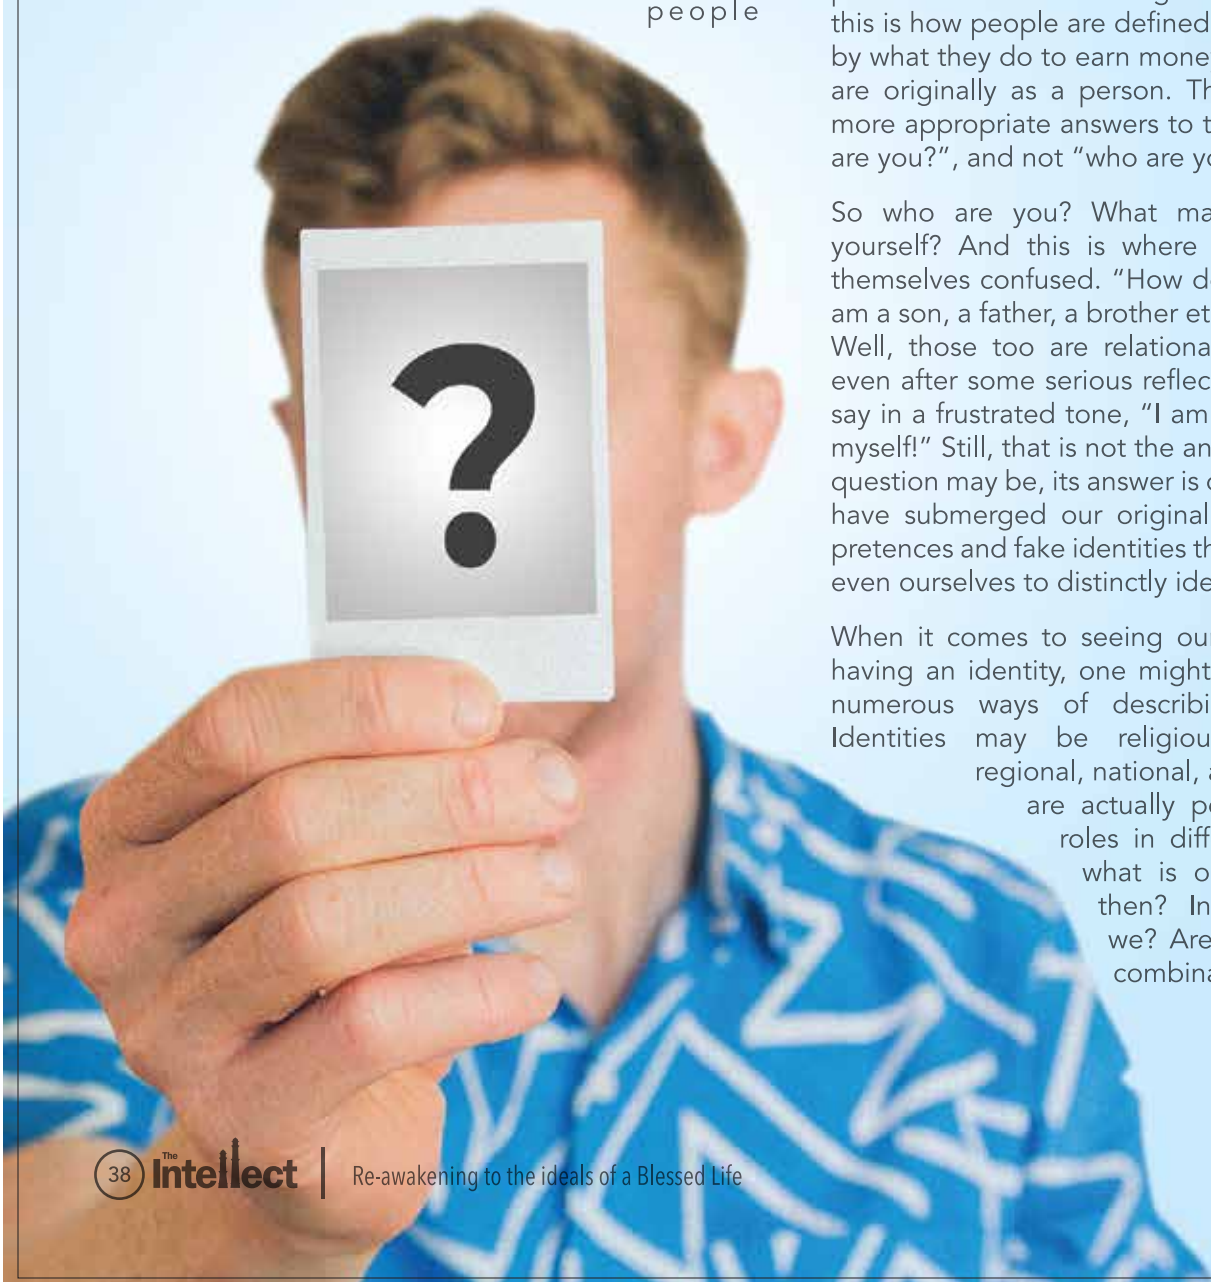 people
this is how people are defined
by what they do to earn mone
are originally as a person. Th
more appropriate answers to t
are you?”, and not “who are yo
So who are you? What ma
yourself? And this is where
themselves confused. “How d
am a son, a father, a brother et
Well, those too are relationa
even after some serious reflec
say in a frustrated tone, “I am
myself!” Still, that is not the an
question may be, its answer is
have submerged our original
pretences and fake identities th
even ourselves to distinctly ide
When it comes to seeing our
having an identity, one might
numerous ways of describi
Identities may be religiou
regional, national, a
are actually pe
roles in diff
what is o
then? In
we? Are
combina
?
38 The Intellect | Re-awakening to the ideals of a Blessed Life